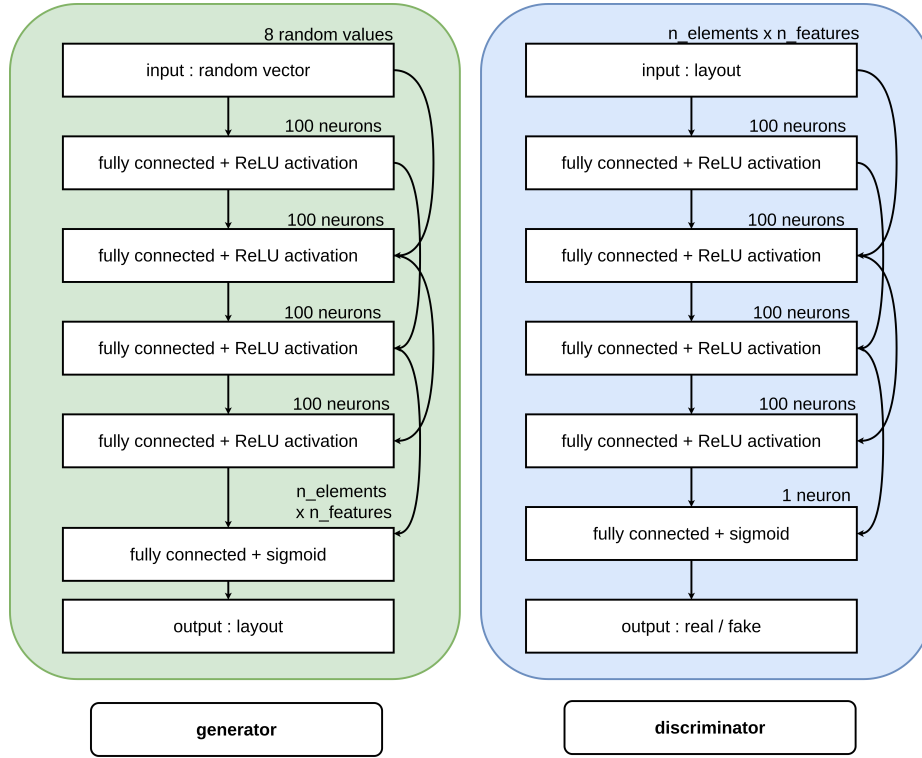 8 random values
input : random vector
100 neurons
fully connected + ReLU activation
100 neurons
fully connected + ReLU activation
100 neurons
fully connected + ReLU activation
100 neurons
fully connected + ReLU activation
n_elements
x n_features
fully connected + sigmoid
output : layout
generator
n_elements x n_features
input : layout
100 neurons
fully connected + ReLU activation
100 neurons
fully connected + ReLU activation
100 neurons
fully connected + ReLU activation
100 neurons
fully connected + ReLU activation
1 neuron
fully connected + sigmoid
output : real / fake
discriminator